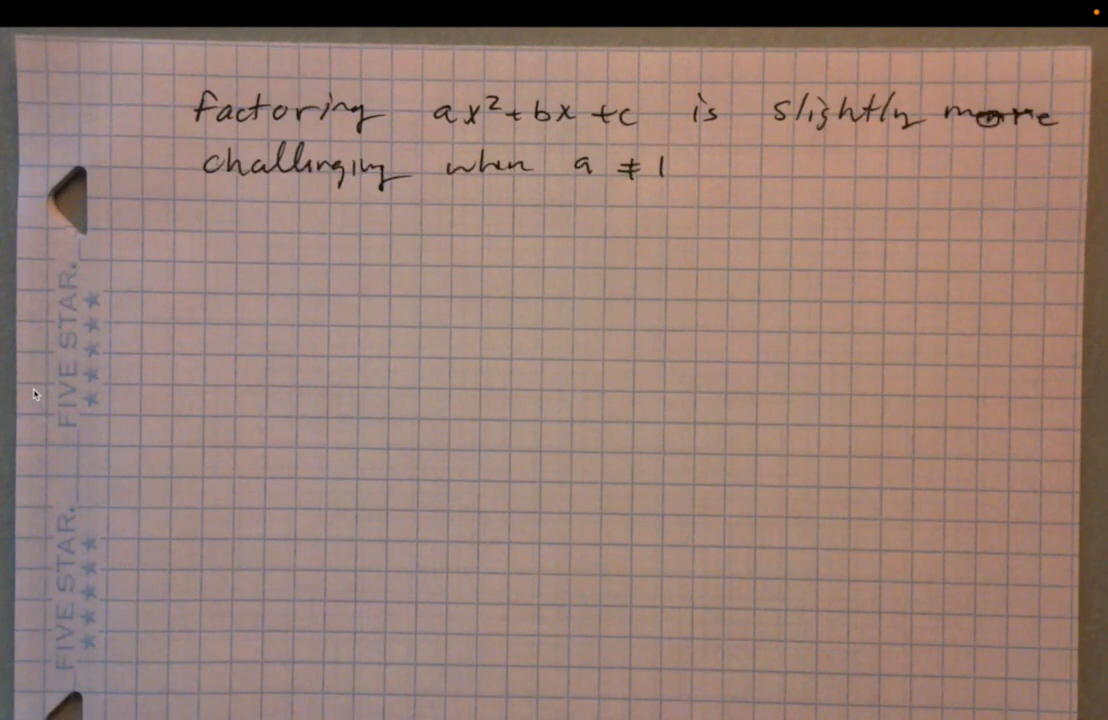 factoring ax²+bx+c is slightly more
challenging when a ≠ 1
FIVE STAR.
FIVE STAR.